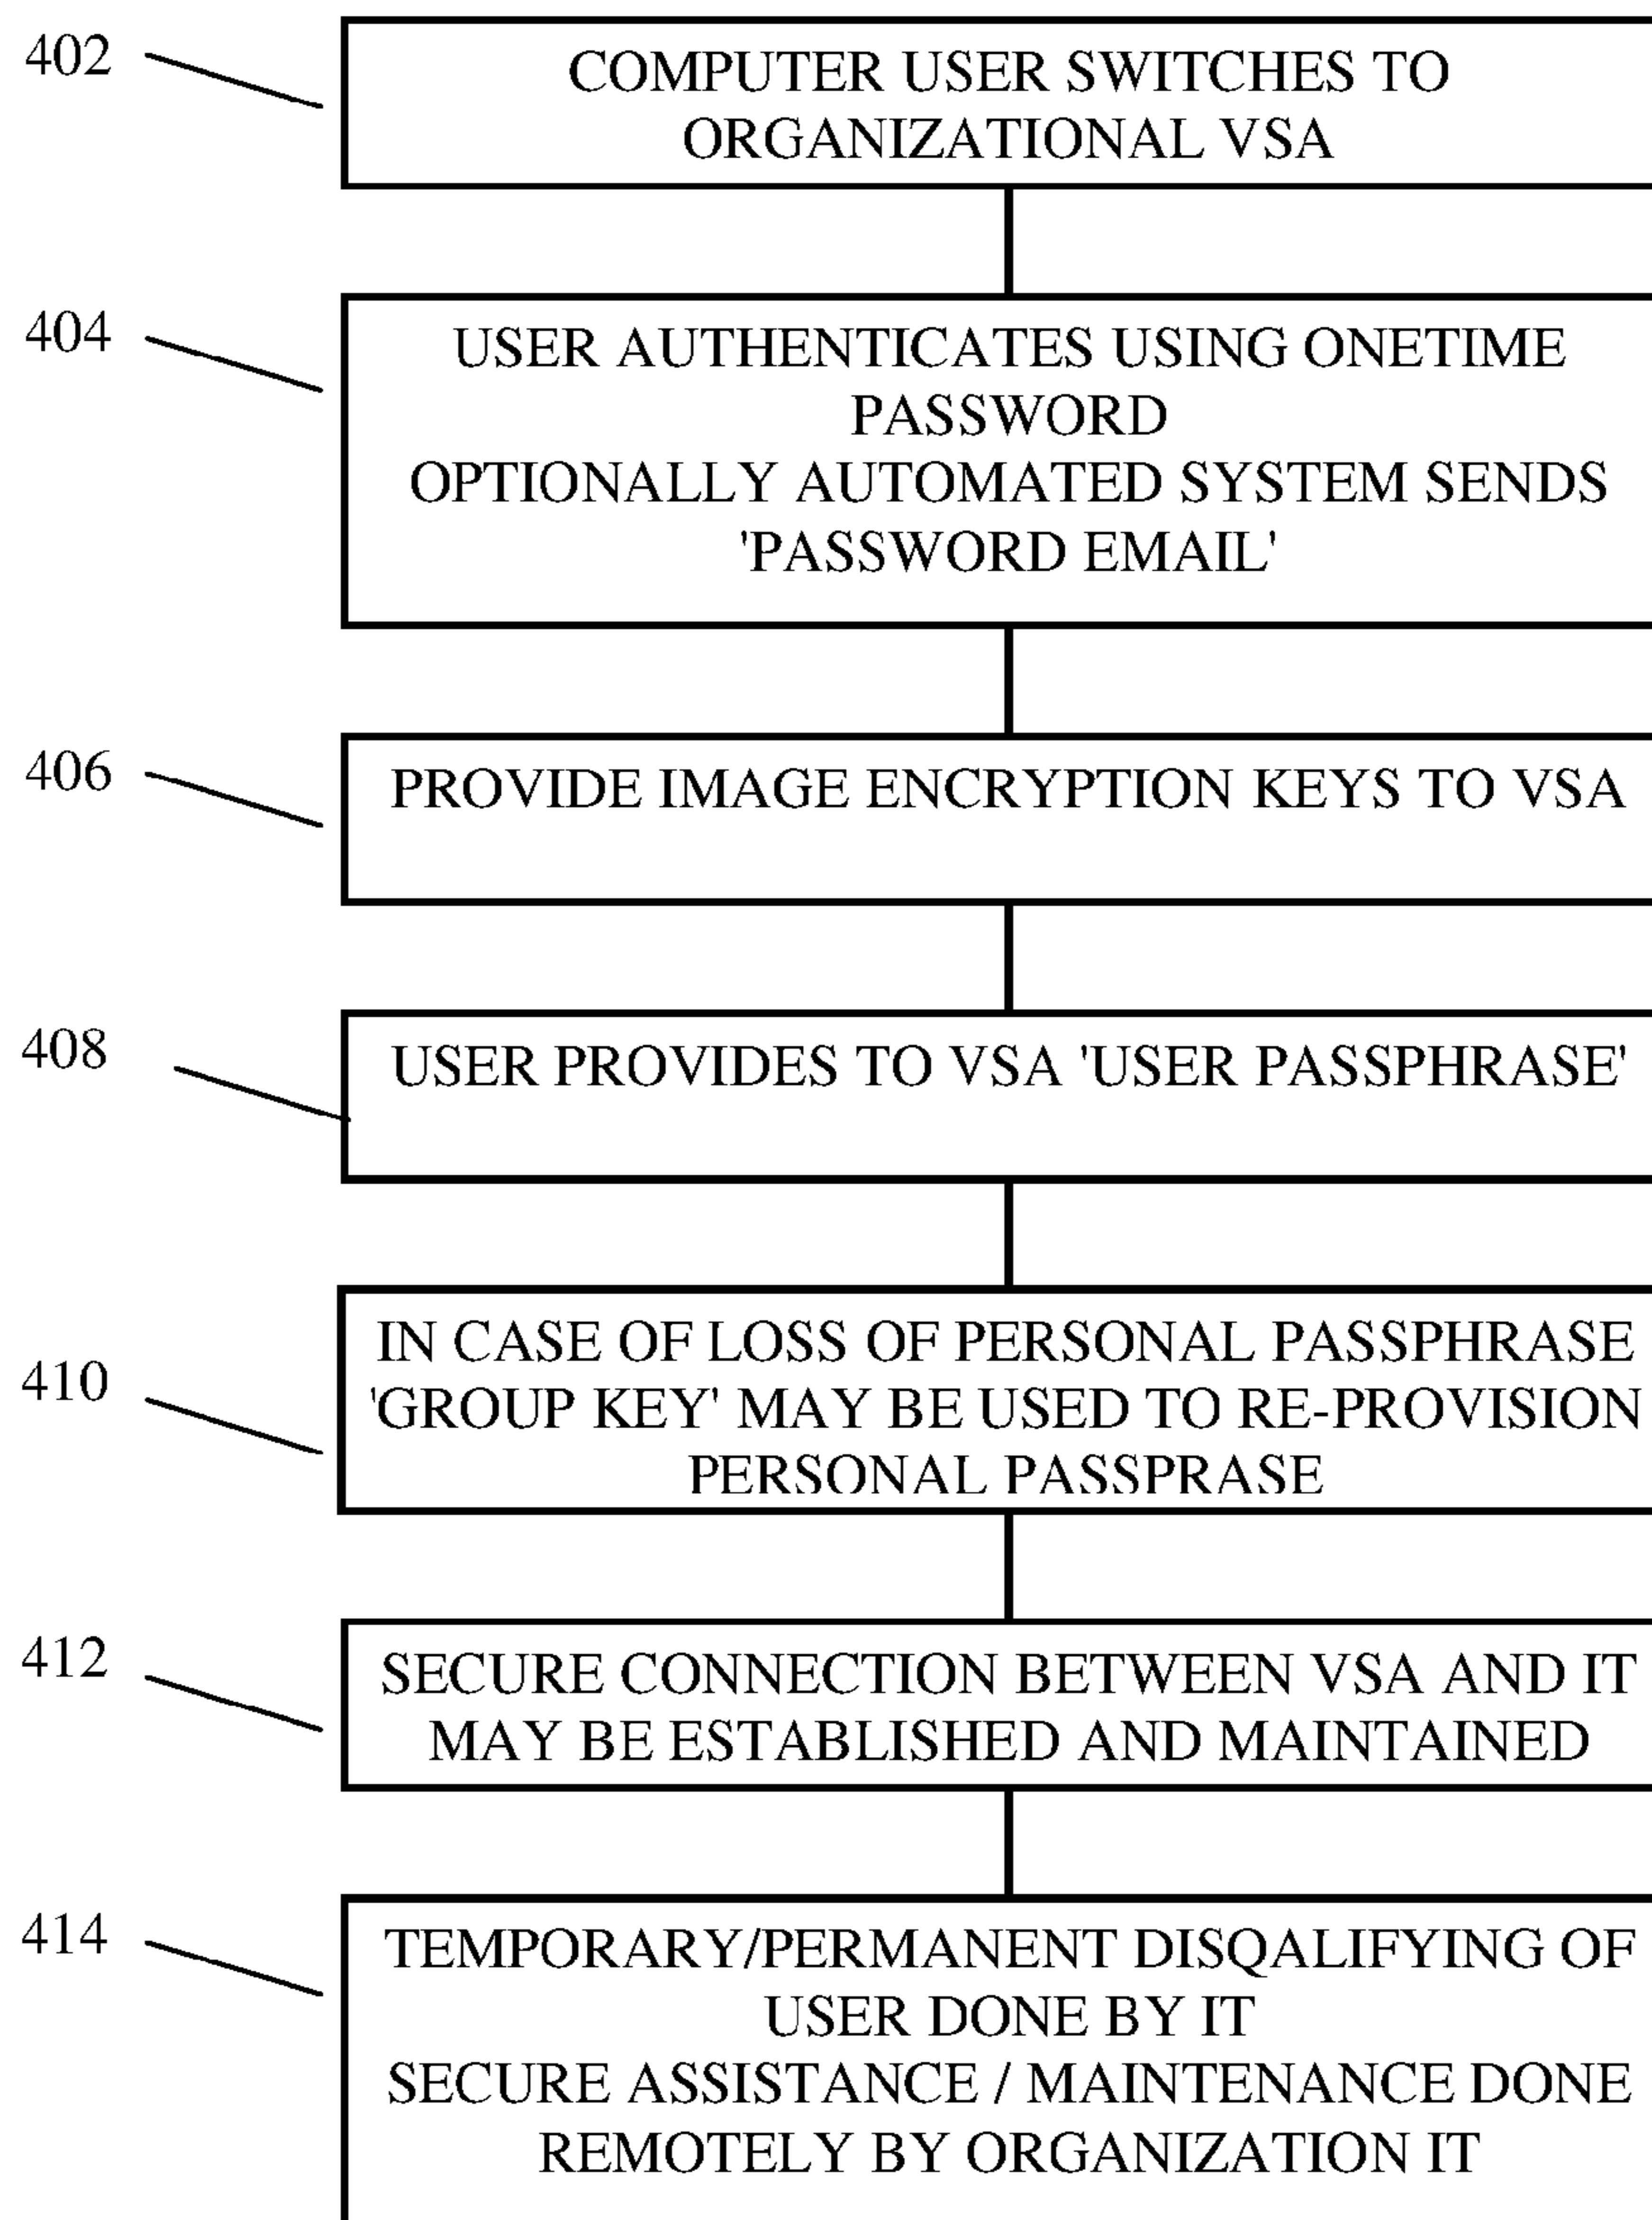 402
COMPUTER USER SWITCHES TO
ORGANIZATIONAL VSA
404
USER AUTHENTICATES USING ONETIME
PASSWORD
OPTIONALLY AUTOMATED SYSTEM SENDS
'PASSWORD EMAIL'
406
PROVIDE IMAGE ENCRYPTION KEYS TO VSA
408
USER PROVIDES TO VSA 'USER PASSPHRASE'
410
IN CASE OF LOSS OF PERSONAL PASSPHRASE
'GROUP KEY' MAY BE USED TO RE-PROVISION
PERSONAL PASSPRASE
412
SECURE CONNECTION BETWEEN VSA AND IT
MAY BE ESTABLISHED AND MAINTAINED
414
TEMPORARY/PERMANENT DISQALIFYING OF
USER DONE BY IT
SECURE ASSISTANCE / MAINTENANCE DONE
REMOTELY BY ORGANIZATION IT